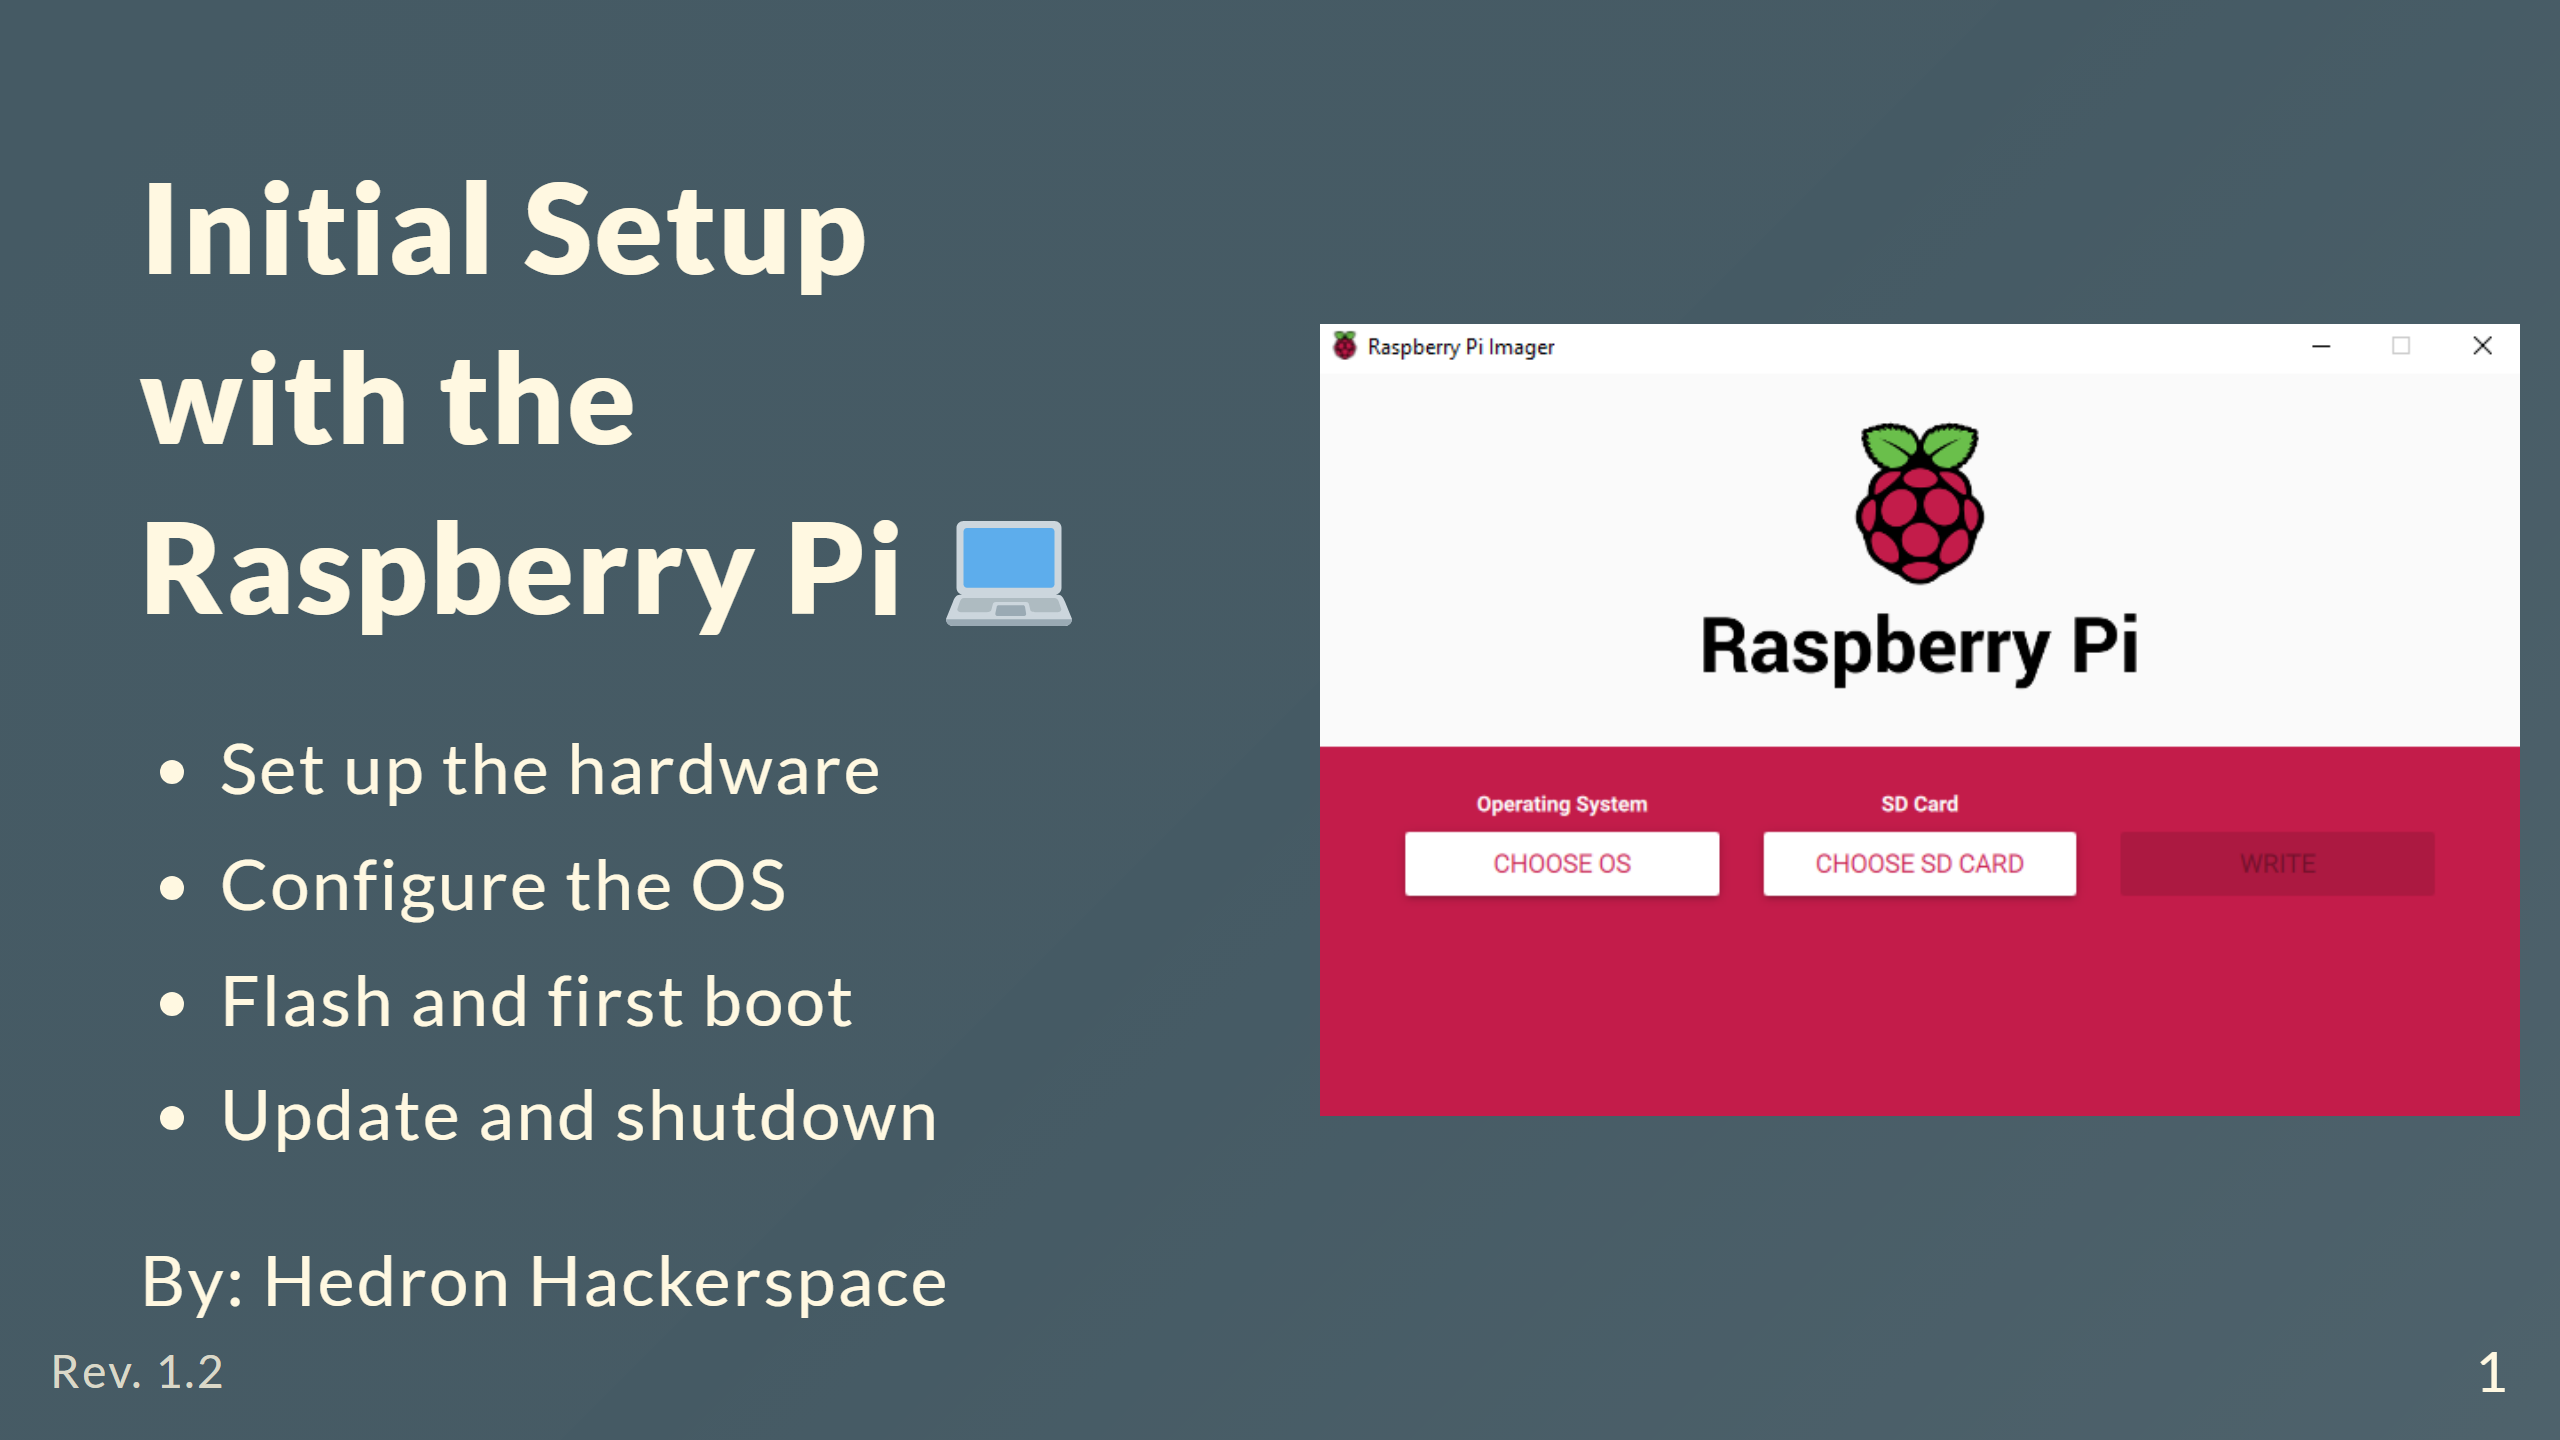 Initial Setup
with the
Raspberry Pi 💻
• Set up the hardware
• Configure the OS
• Flash and first boot
• Update and shutdown
By: Hedron Hackerspace
Rev. 1.2
Raspberry Pi Imager
Raspberry Pi
Operating System
SD Card
CHOOSE OS
CHOOSE SD CARD
WRITE
1